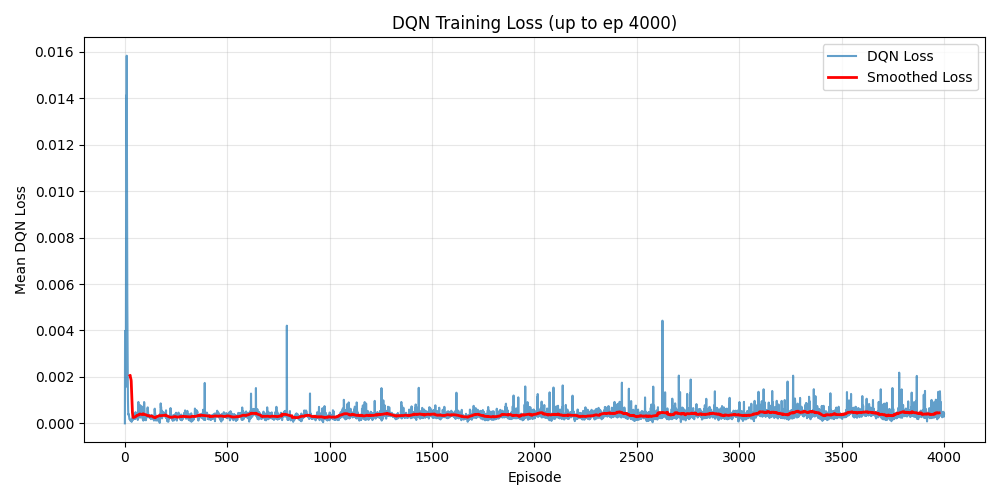 DQN Training Loss (up to ep 4000)
DQN Loss
Smoothed Loss
Mean DQN Loss
0.016
0.014
0.012
0.010
0.008
0.006
0.004
0.002
0.000
0 500 1000 1500 2000 2500 3000 3500 4000
Episode